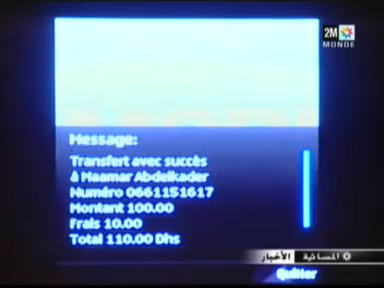 2M
MONDE
Message:
Transfert avec succès
à Maamar Abdelkader
Numéro 0661151617
Montant 100.00
Frais 10.00
Total 110.00 Dhs
المسائية الأخبار
Quitter